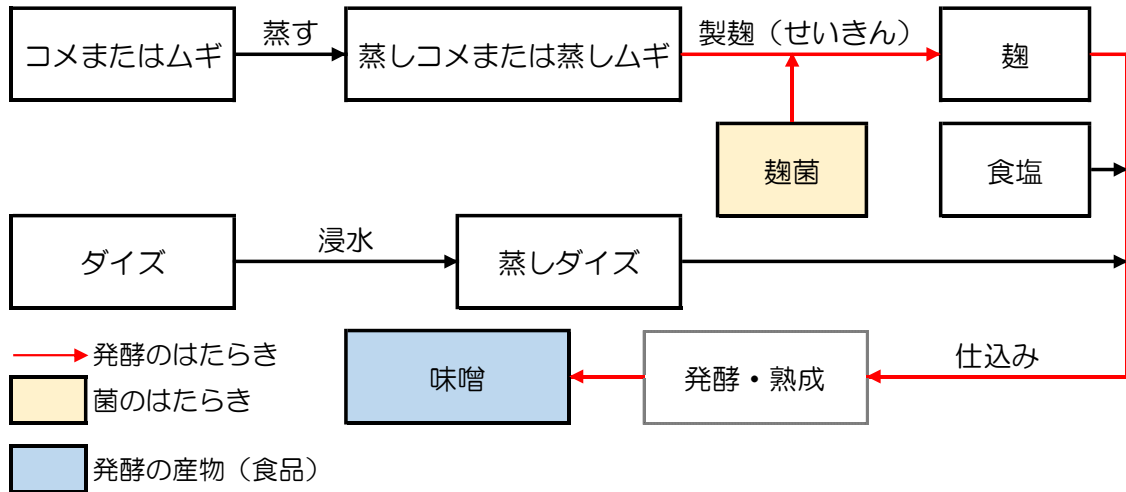 コメまたはムギ
蒸す
蒸しコメまたは蒸しムギ
製麹（せいきん）
麹
麹菌
食塩
ダイズ
浸水
蒸しダイズ
仕込み
発酵・熟成
味噌
発酵のはたらき
菌のはたらき
発酵の産物（食品）